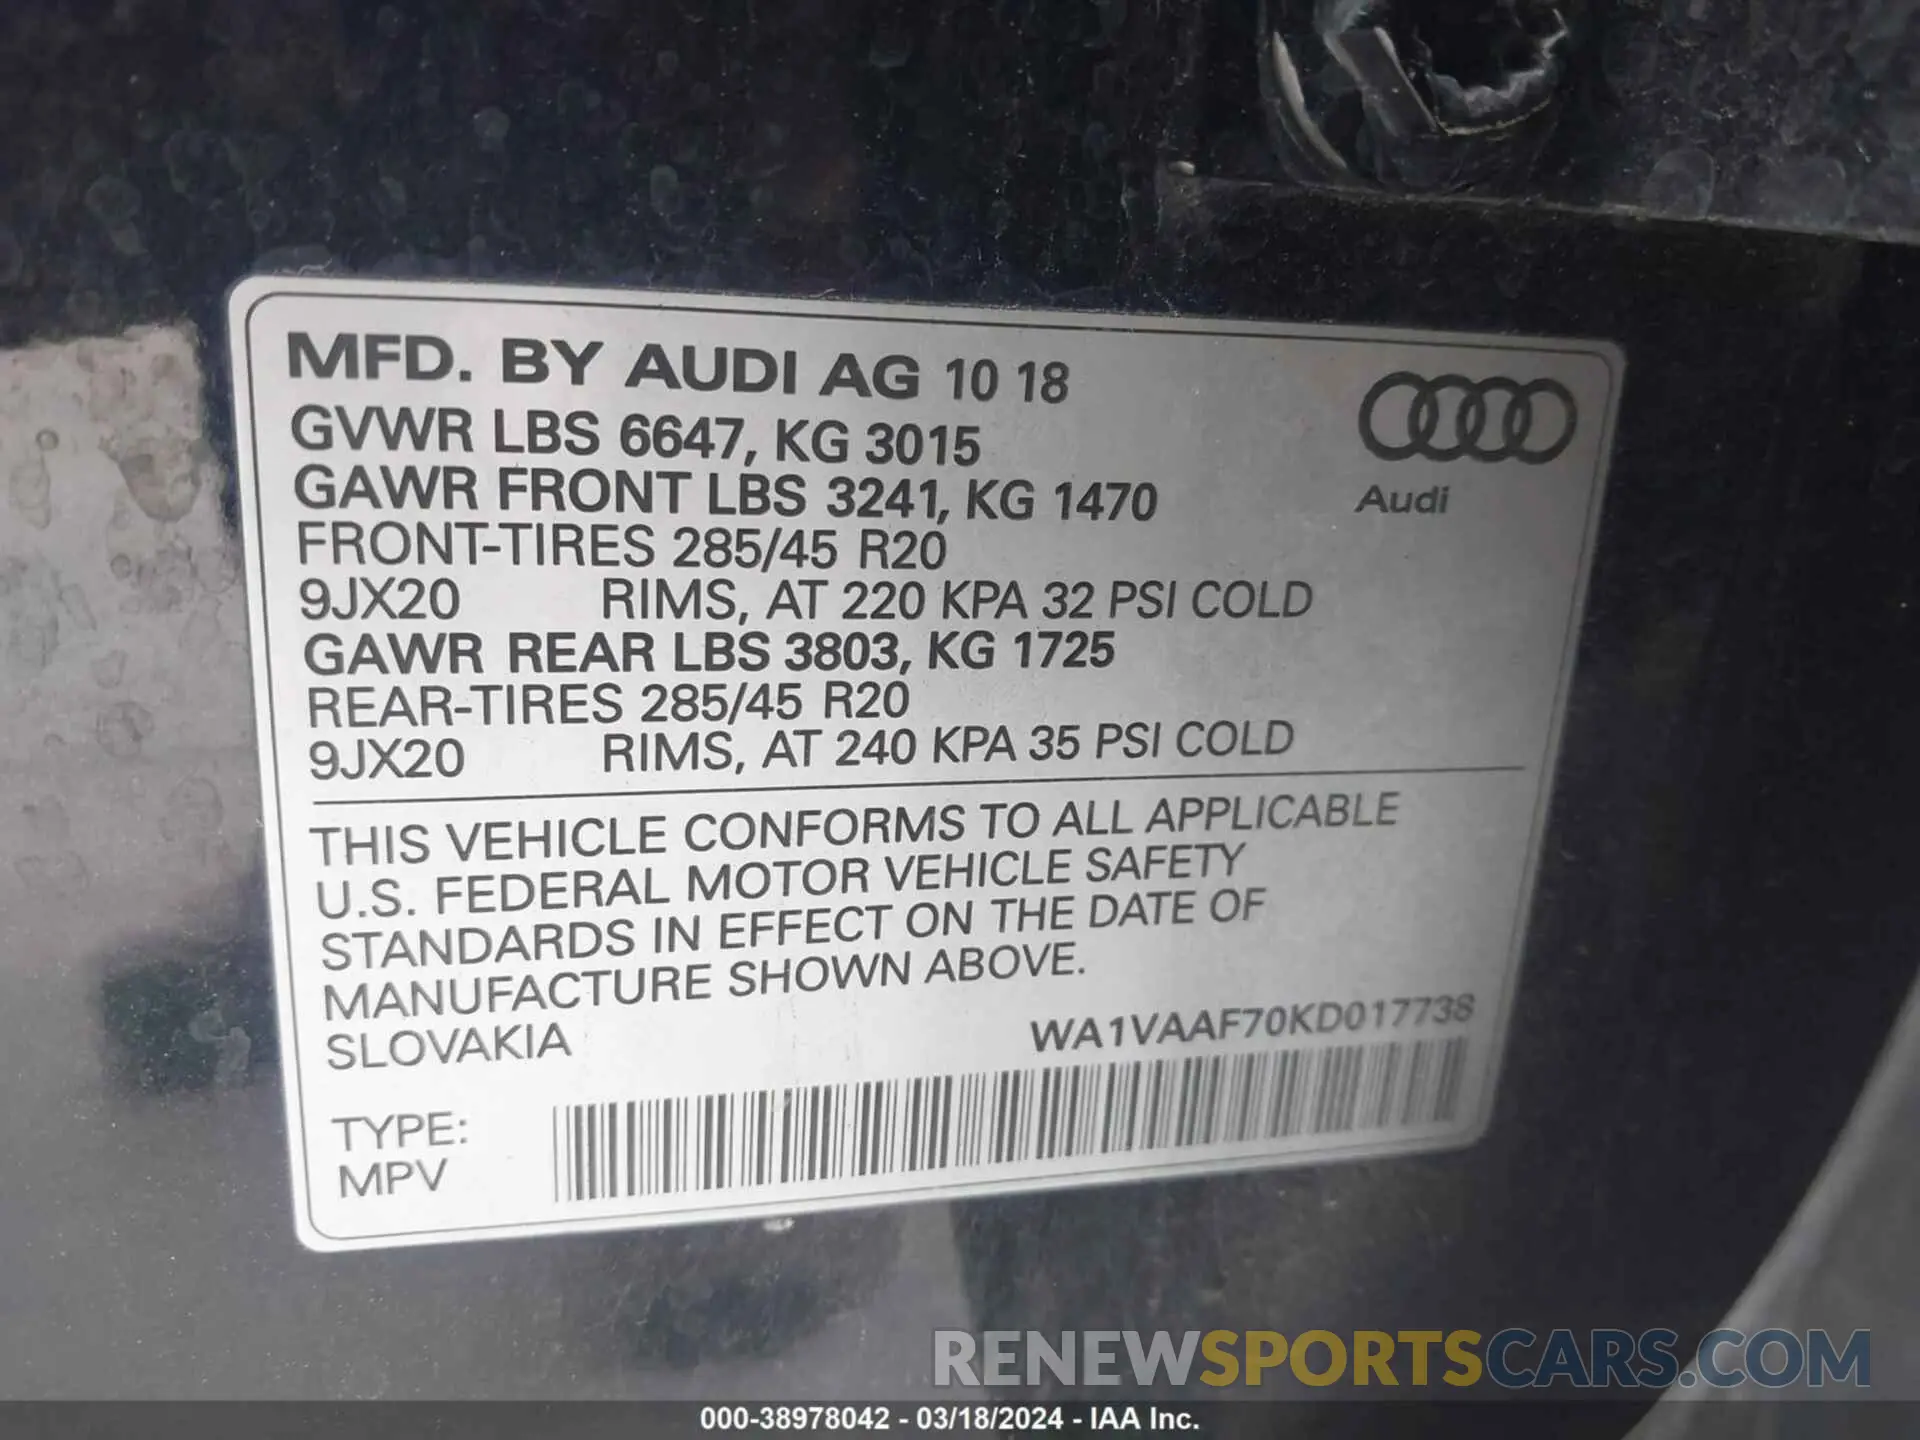 MFD. BY AUDI AG 10 18
GVWR LBS 6647, KG 3015
GAWR FRONT LBS 3241, KG 1470
FRONT-TIRES 285/45 R20
9JX20 RIMS, AT 220 KPA 32 PSI COLD
GAWR REAR LBS 3803, KG 1725
REAR-TIRES 285/45 R20
9JX20 RIMS, AT 240 KPA 35 PSI COLD
Audi
THIS VEHICLE CONFORMS TO ALL APPLICABLE
U.S. FEDERAL MOTOR VEHICLE SAFETY
STANDARDS IN EFFECT ON THE DATE OF
MANUFACTURE SHOWN ABOVE.
SLOVAKIA WA1VAAF70KD017738
TYPE:
MPV
RENEWSPORTSCARS.COM
000-38978042 - 03/18/2024 - IAA Inc.